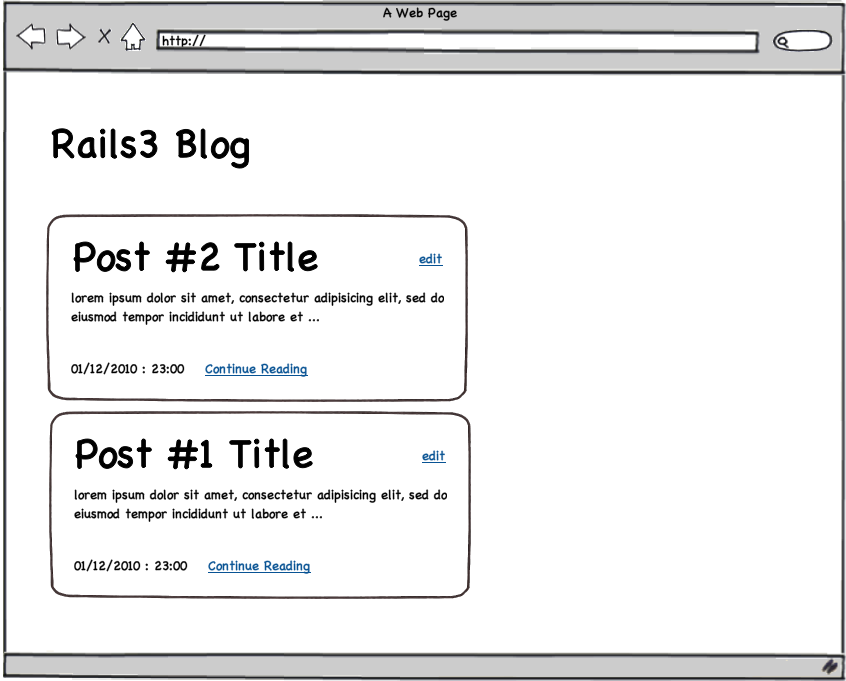 A Web Page
http://
Rails3 Blog
Post #2 Title
edit
lorem ipsum dolor sit amet, consectetur adipisicing elit, sed do
eiusmod tempor incididunt ut labore et ...
01/12/2010 : 23:00 Continue Reading
Post #1 Title
edit
lorem ipsum dolor sit amet, consectetur adipisicing elit, sed do
eiusmod tempor incididunt ut labore et ...
01/12/2010 : 23:00 Continue Reading